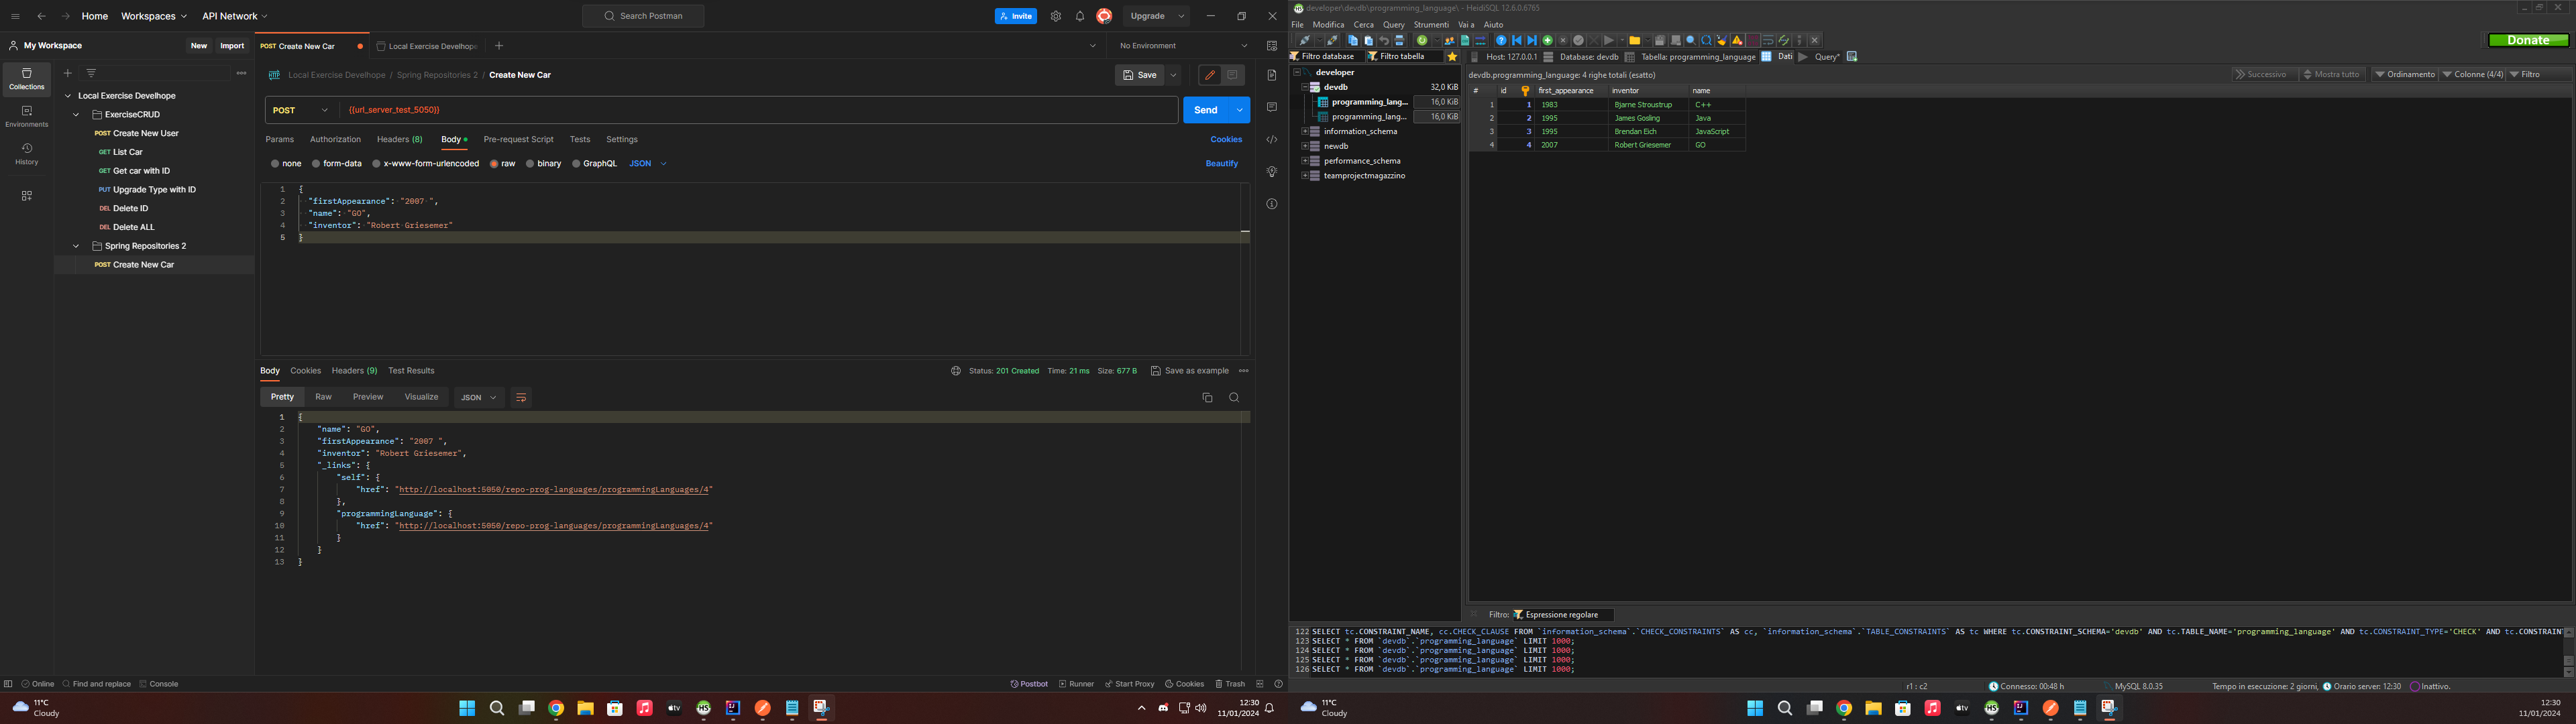 Home Workspaces API Network Search Postman Invite Upgrade
My Workspace New Import POST Create New Car Local Exercise Develhope No Environment
Collections
Environments
History
Local Exercise Develhope
ExerciseCRUD
POST Create New User
GET List Car
GET Get car with ID
PUT Upgrade Type with ID
DEL Delete ID
DEL Delete ALL
Spring Repositories 2
POST Create New Car
Local Exercise Develhope / Spring Repositories 2 / Create New Car Save
POST {{url_server_test_5050}} Send
Params Authorization Headers (8) Body Pre-request Script Tests Settings Cookies
none form-data x-www-form-urlencoded raw binary GraphQL JSON Beautify
1 {
2 "firstAppearance": "2007 ",
3 "name": "GO",
4 "inventor": "Robert Griesemer"
5 }
Body Cookies Headers (9) Test Results Status: 201 Created Time: 21 ms Size: 677 B Save as example
Pretty Raw Preview Visualize JSON
1 {
2 "name": "GO",
3 "firstAppearance": "2007 ",
4 "inventor": "Robert Griesemer",
5 "_links": {
6 "self": {
7 "href": "http://localhost:5050/repo-prog-languages/programmingLanguages/4"
8 },
9 "programmingLanguage": {
10 "href": "http://localhost:5050/repo-prog-languages/programmingLanguages/4"
11 }
12 }
13 }
Online Find and replace Console Postbot Runner Start Proxy Cookies Trash
11°C
Cloudy
12:30
11/01/2024
developer\devdb\programming_language\ - HeidiSQL 12.6.0.6765
File Modifica Cerca Query Strumenti Vai a Aiuto
Donate
Filtro database Filtro tabella Host: 127.0.0.1 Database: devdb Tabella: programming_language Dati Query*
developer
devdb 32,0 KiB
programming_lang... 16,0 KiB
programming_lang... 16,0 KiB
information_schema
newdb
performance_schema
teamprojectmagazzino
devdb.programming_language: 4 righe totali (esatto) Successivo Mostra tutto Ordinamento Colonne (4/4) Filtro
# id first_appearance inventor name
1 1 1983 Bjarne Stroustrup C++
2 2 1995 James Gosling Java
3 3 1995 Brendan Eich JavaScript
4 4 2007 Robert Griesemer GO
Filtro: Espressione regolare
122 SELECT tc.CONSTRAINT_NAME, cc.CHECK_CLAUSE FROM `information_schema`.`CHECK_CONSTRAINTS` AS cc, `information_schema`.`TABLE_CONSTRAINTS` AS tc WHERE tc.CONSTRAINT_SCHEMA='devdb' AND tc.TABLE_NAME='programming_language' AND tc.CONSTRAINT_TYPE='CHECK' AND tc.CONSTRAIN
123 SELECT * FROM `devdb`.`programming_language` LIMIT 1000;
124 SELECT * FROM `devdb`.`programming_language` LIMIT 1000;
125 SELECT * FROM `devdb`.`programming_language` LIMIT 1000;
126 SELECT * FROM `devdb`.`programming_language` LIMIT 1000;
r1 : c2 Connesso: 00:48 h MySQL 8.0.35 Tempo in esecuzione: 2 giorni, Orario server: 12:30 Inattivo.
11°C
Cloudy
12:30
11/01/2024